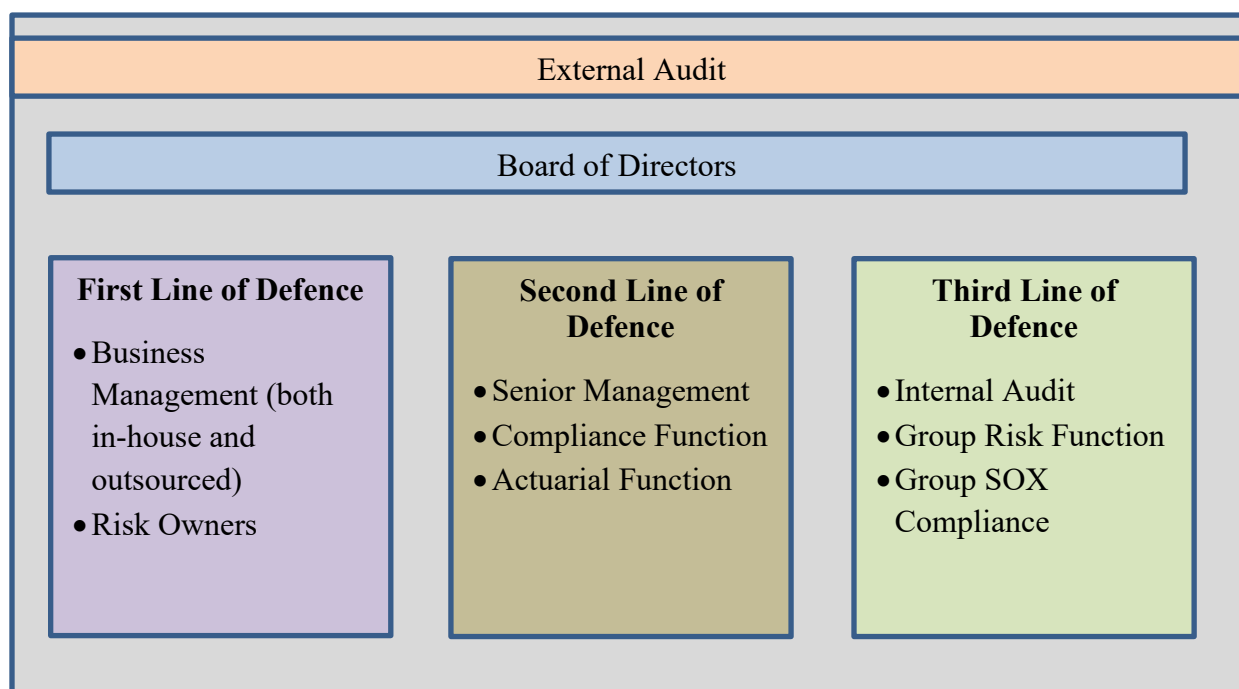 External Audit
Board of Directors
First Line of Defence
• Business
Management (both
in-house and
outsourced)
• Risk Owners
Second Line of
Defence
• Senior Management
• Compliance Function
• Actuarial Function
Third Line of
Defence
• Internal Audit
• Group Risk Function
• Group SOX
Compliance